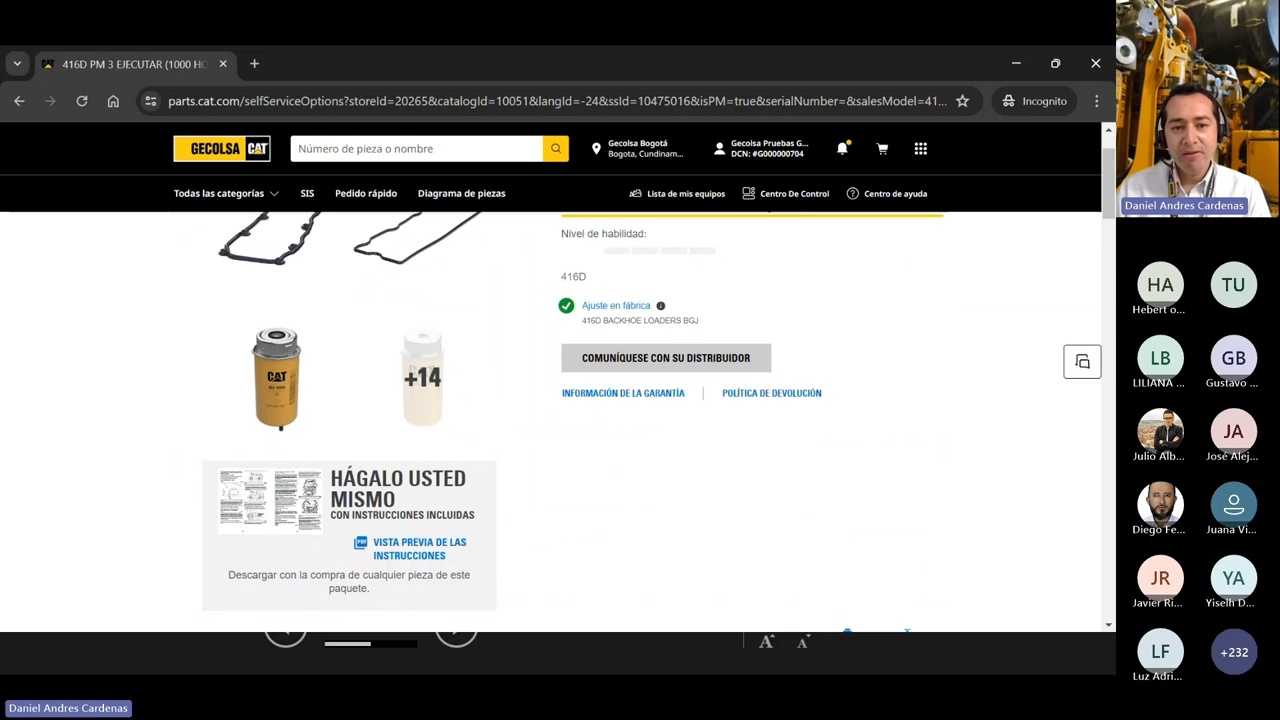 416D PM 3 EJECUTAR (1000 HO
parts.cat.com/selfServiceOptions?storeId=20265&catalogId=10051&langId=-24&ssId=10475016&isPM=true&serialNumber=&salesModel=41...
Incognito
GECOLSA CAT
Número de pieza o nombre
Gecolsa Bogotá
Bogota, Cundinam...
Gecolsa Pruebas G...
DCN: #G000000704
Todas las categorías
SIS
Pedido rápido
Diagrama de piezas
Lista de mis equipos
Centro De Control
Centro de ayuda
Nivel de habilidad:
416D
Ajuste en fábrica
416D BACKHOE LOADERS BGJ
COMUNÍQUESE CON SU DISTRIBUIDOR
INFORMACIÓN DE LA GARANTÍA
POLÍTICA DE DEVOLUCIÓN
CAT
+14
HÁGALO USTED
MISMO
CON INSTRUCCIONES INCLUIDAS
PDF
VISTA PREVIA DE LAS
INSTRUCCIONES
Descargar con la compra de cualquier pieza de este
paquete.
A A
Daniel Andres Cardenas
HA
Hebert o...
TU
LB
LILIANA ...
GB
Gustavo ...
Julio Alb...
JA
José Alej...
Diego Fe...
Juana Vi...
JR
Javier Ri...
YA
Yiselh D...
LF
Luz Adri...
+232
Daniel Andres Cardenas